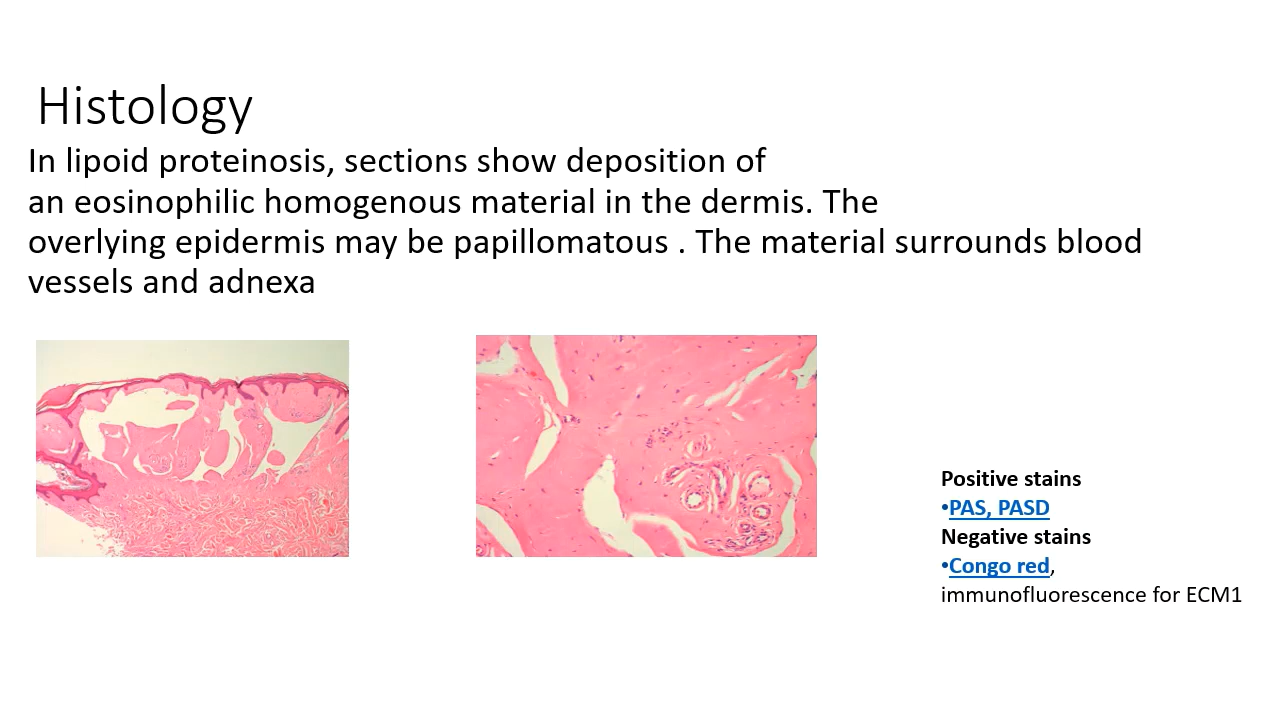 Histology
In lipoid proteinosis, sections show deposition of
an eosinophilic homogenous material in the dermis. The
overlying epidermis may be papillomatous . The material surrounds blood
vessels and adnexa
Positive stains
•PAS, PASD
Negative stains
•Congo red,
immunofluorescence for ECM1